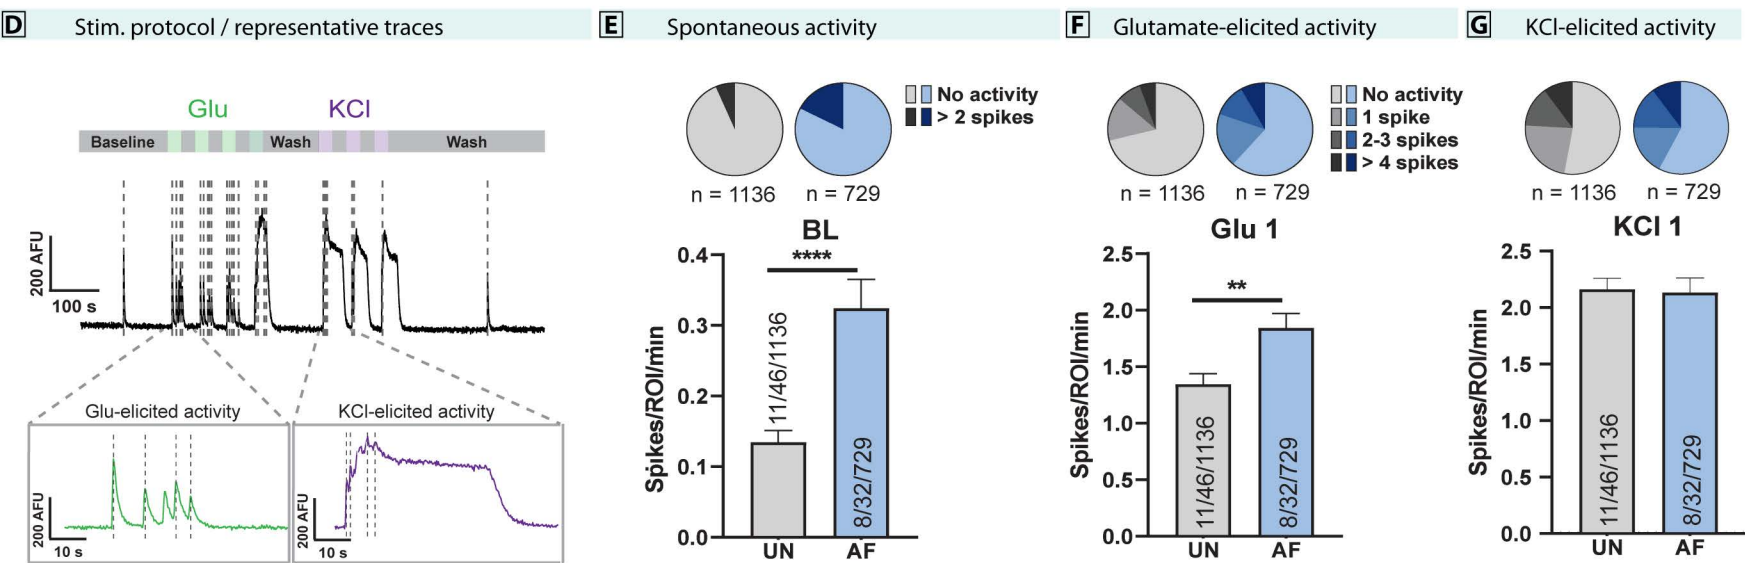 D Stim. protocol / representative traces
Glu KCl
Baseline Wash Wash
200 AFU
100 s
Glu-elicited activity
200 AFU
10 s
KCl-elicited activity
200 AFU
10 s
E Spontaneous activity
No activity
> 2 spikes
n = 1136 n = 729
BL
****
Spikes/ROI/min
0.4
0.3
0.2
0.1
0.0
11/46/1136
8/32/729
UN AF
F Glutamate-elicited activity
No activity
1 spike
2-3 spikes
> 4 spikes
n = 1136 n = 729
Glu 1
**
Spikes/ROI/min
2.5
2.0
1.5
1.0
0.5
0.0
11/46/1136
8/32/729
UN AF
G KCl-elicited activity
n = 1136 n = 729
KCl 1
Spikes/ROI/min
2.5
2.0
1.5
1.0
0.5
0.0
11/46/1136
8/32/729
UN AF